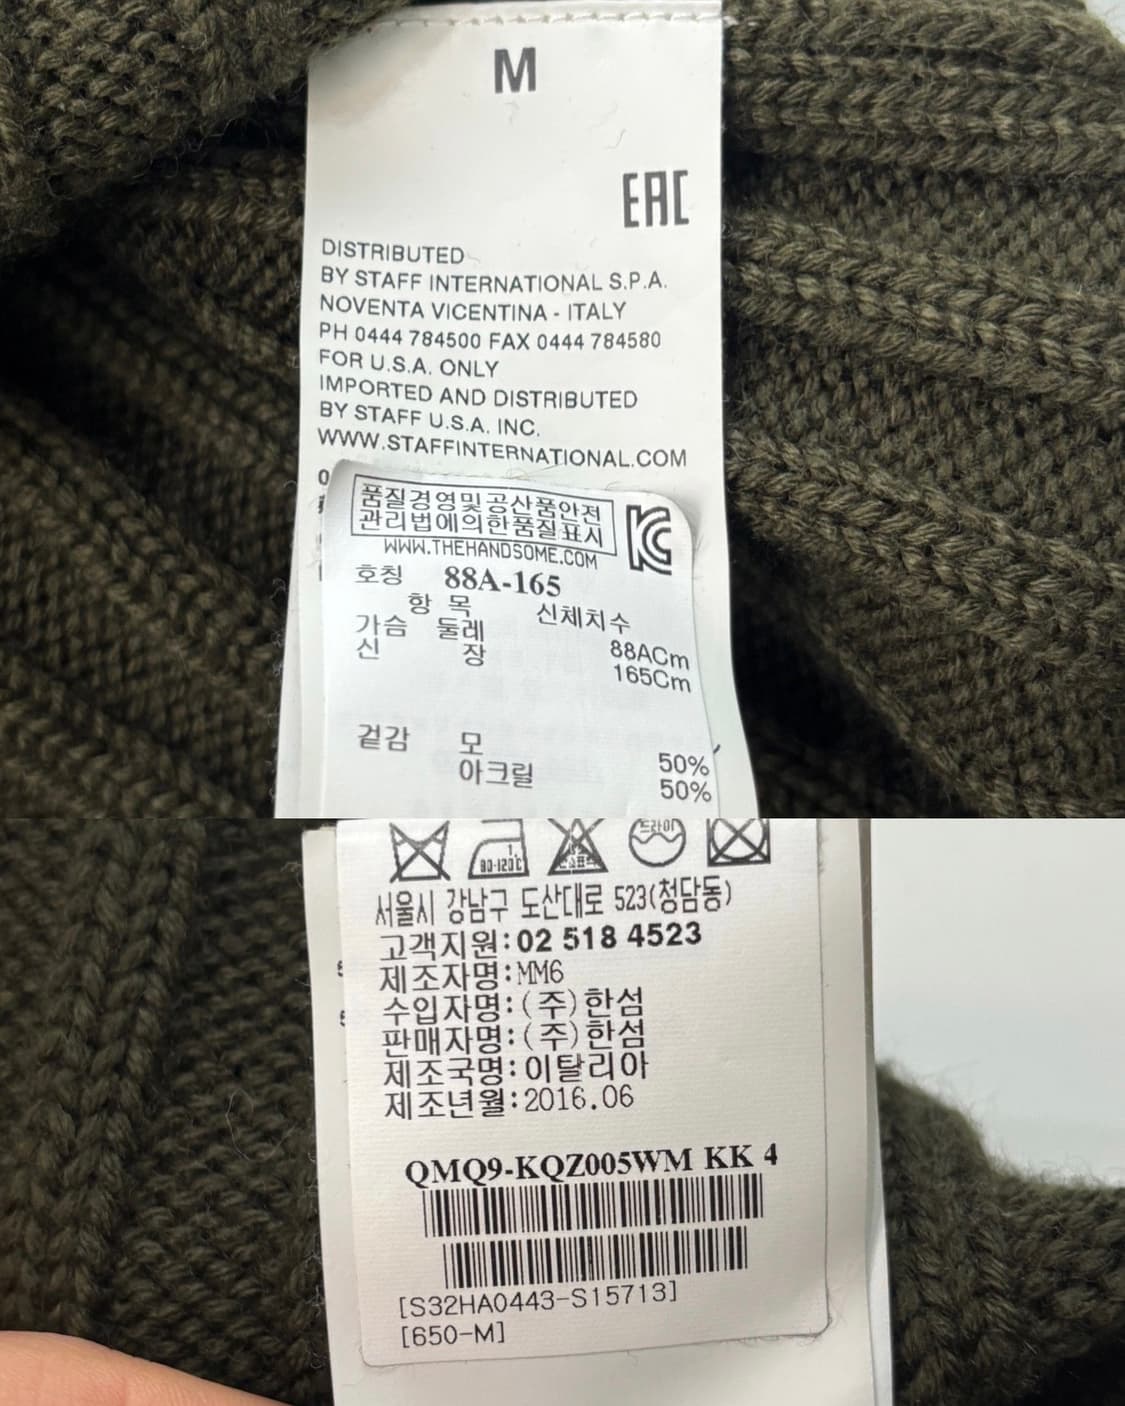 M
EAC
DISTRIBUTED
BY STAFF INTERNATIONAL S.P.A.
NOVENTA VICENTINA - ITALY
PH 0444 784500 FAX 0444 784580
FOR U.S.A. ONLY
IMPORTED AND DISTRIBUTED
BY STAFF U.S.A. INC.
WWW.STAFFINTERNATIONAL.COM
품질경영및공산품안전
관리법에의한품질표시
WWW.THEHANDSOME.COM
호칭 88A-165
항 목 신체치수
가슴 둘레 88ACm
신 장 165Cm
겉감 모 50%
아크릴 50%
80-120℃
드라이
서울시 강남구 도산대로 523(청담동)
고객지원:02 518 4523
제조자명:MM6
수입자명:(주)한섬
판매자명:(주)한섬
제조국명:이탈리아
제조년월:2016.06
QMQ9-KQZ005WM KK 4
[S32HA0443-S15713]
[650-M]